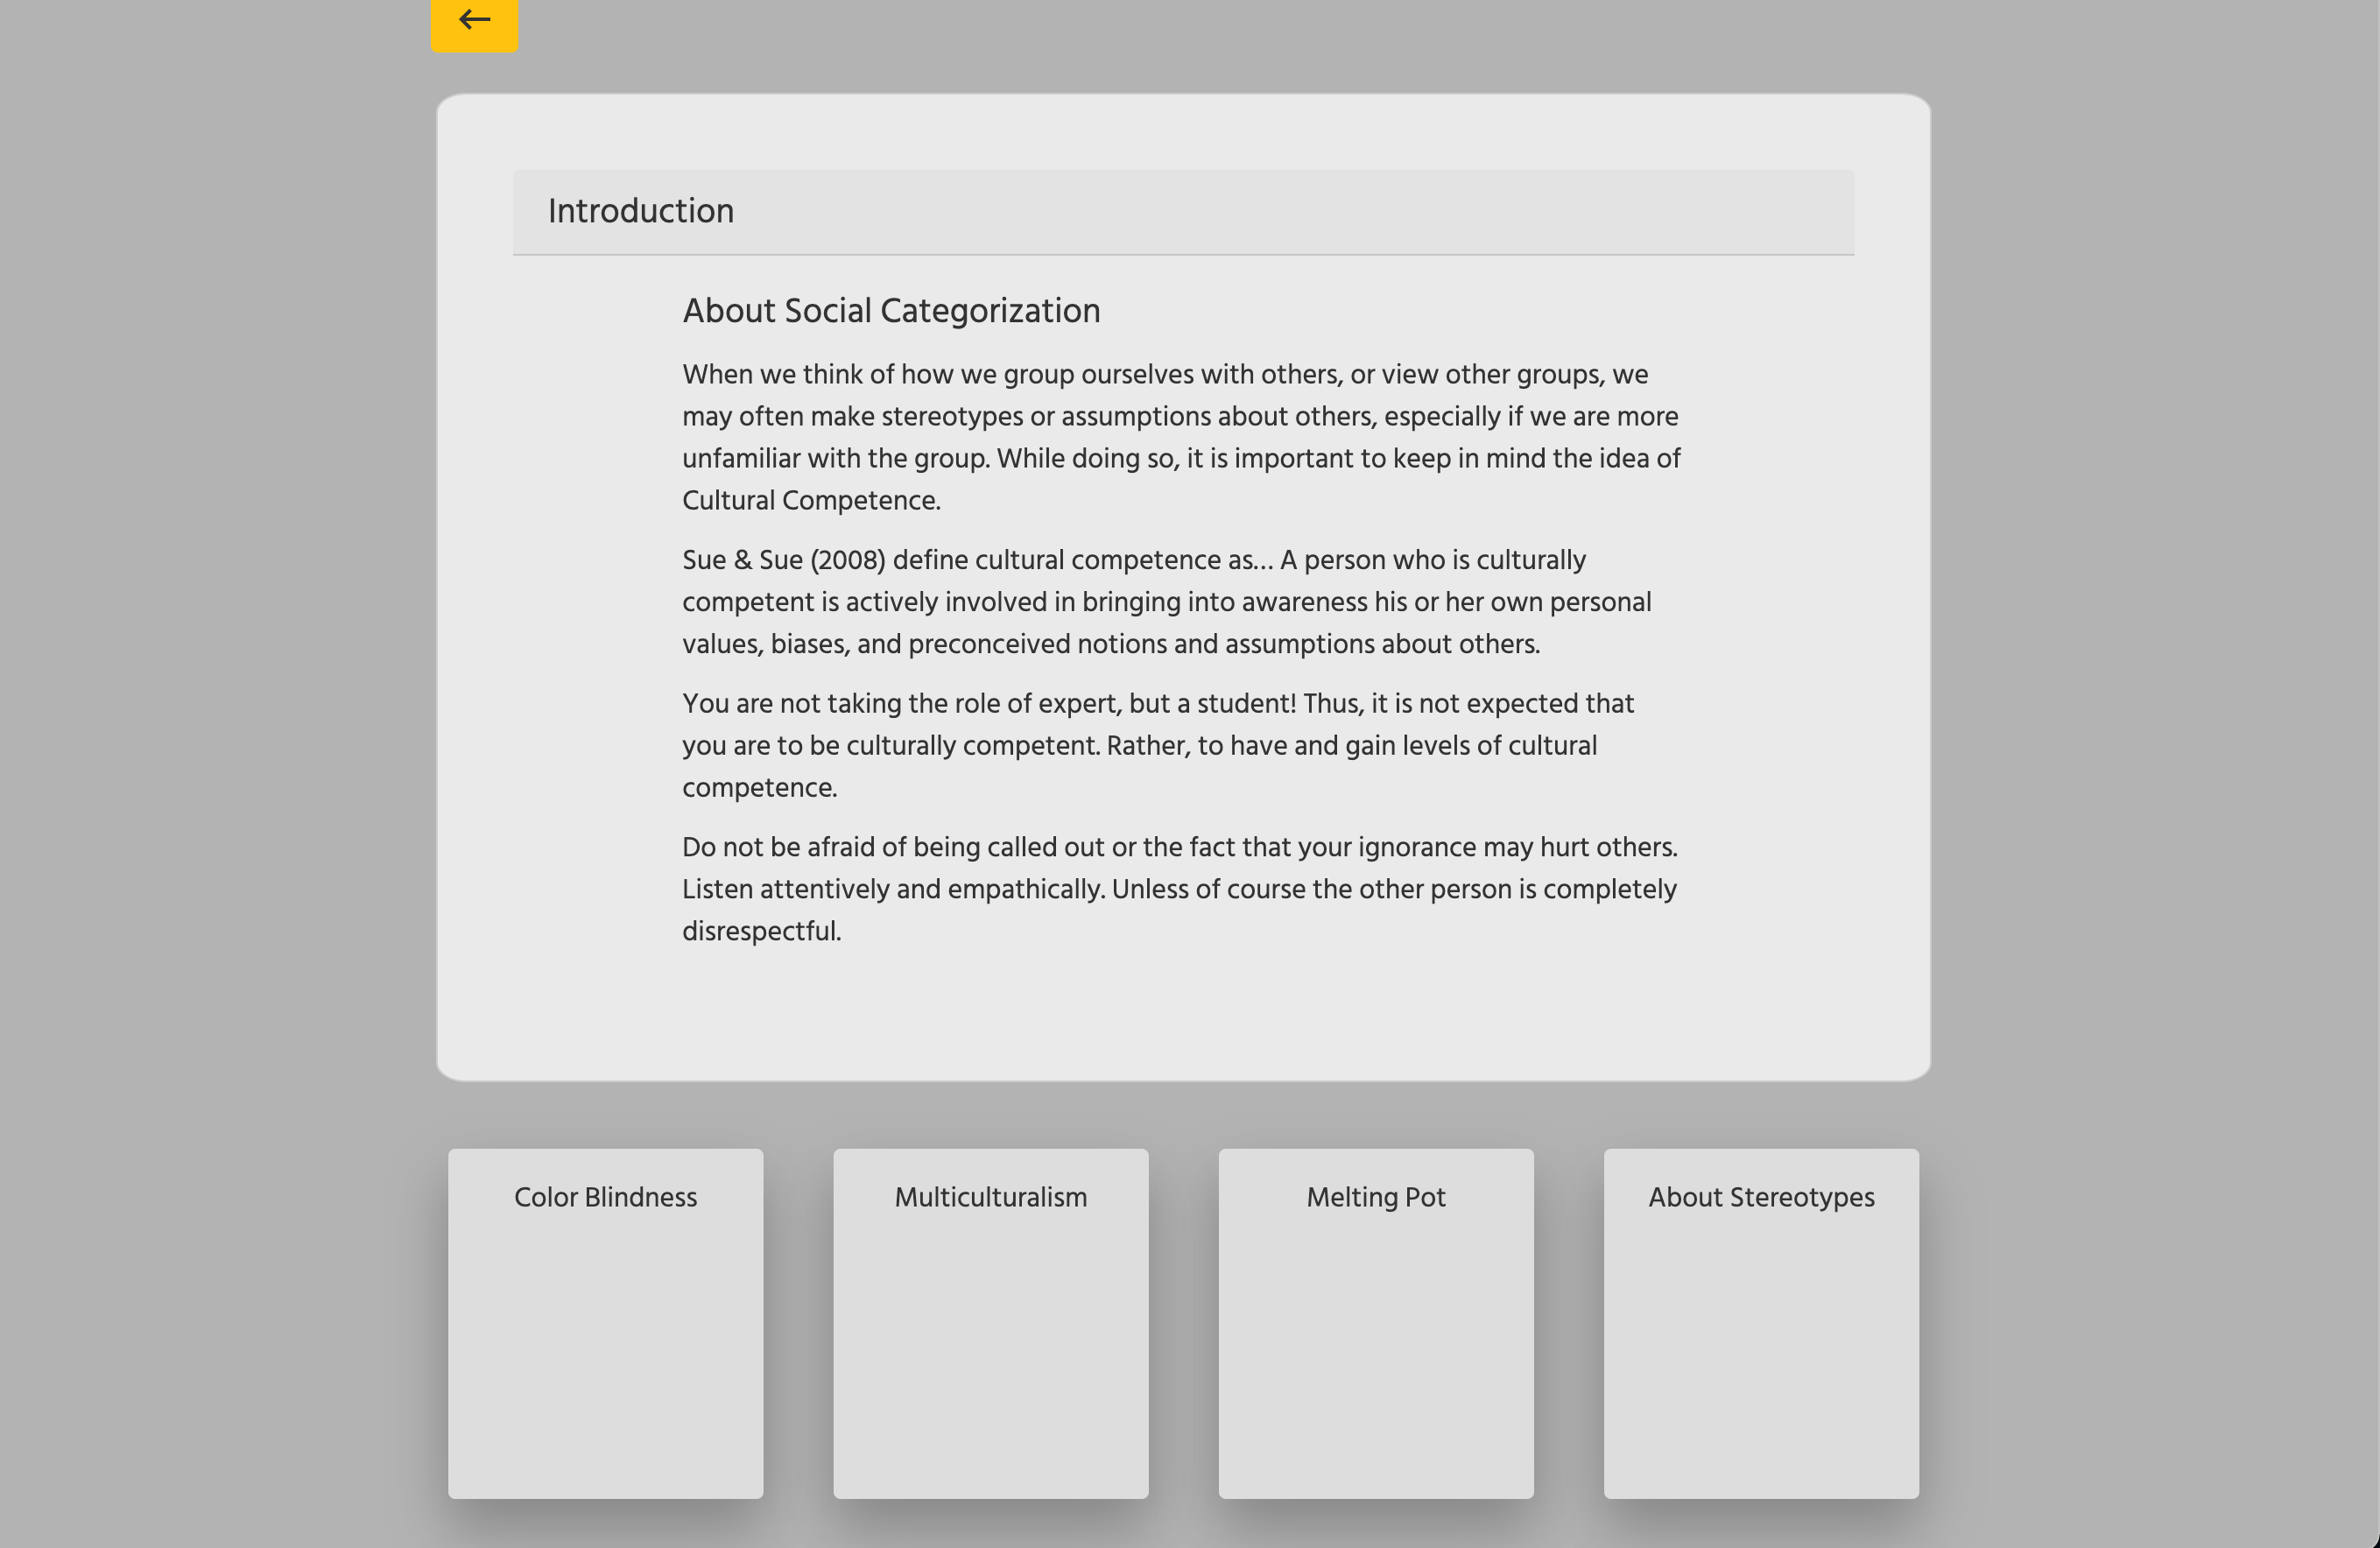 Introduction
About Social Categorization
When we think of how we group ourselves with others, or view other groups, we
may often make stereotypes or assumptions about others, especially if we are more
unfamiliar with the group. While doing so, it is important to keep in mind the idea of
Cultural Competence.
Sue & Sue (2008) define cultural competence as... A person who is culturally
competent is actively involved in bringing into awareness his or her own personal
values, biases, and preconceived notions and assumptions about others.
You are not taking the role of expert, but a student! Thus, it is not expected that
you are to be culturally competent. Rather, to have and gain levels of cultural
competence.
Do not be afraid of being called out or the fact that your ignorance may hurt others.
Listen attentively and empathically. Unless of course the other person is completely
disrespectful.
Color Blindness
Multiculturalism
Melting Pot
About Stereotypes